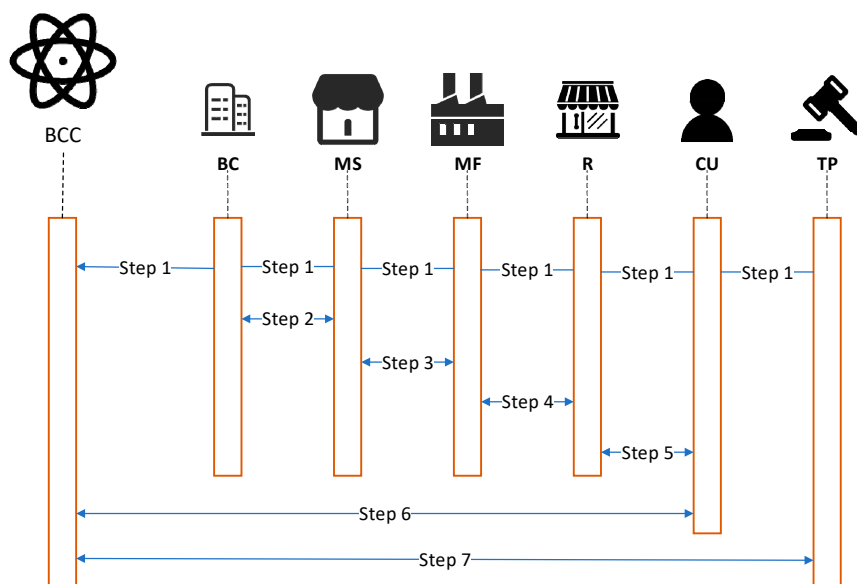 BCC
BC
MS
MF
R
CU
TP
Step 1
Step 1
Step 1
Step 1
Step 1
Step 1
Step 2
Step 3
Step 4
Step 5
Step 6
Step 7